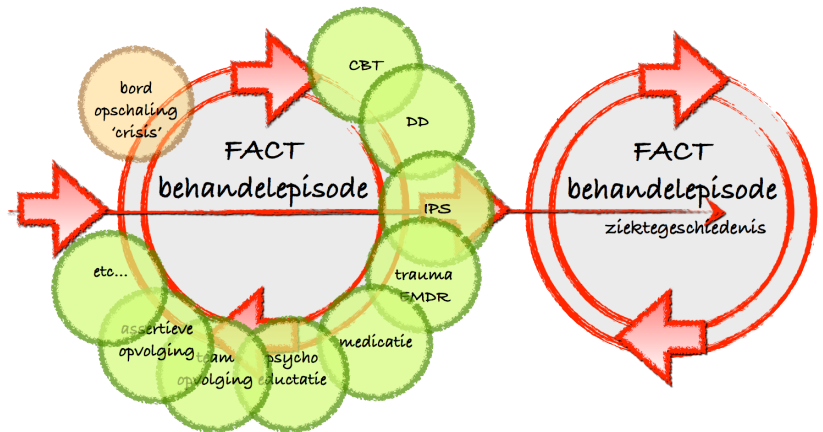 bord
opschaling
'crisis'
CBT
DD
FACT
behandelepisode
IPS
trauma
EMDR
medicatie
psycho
eductatie
team
opvolging
assertieve
opvolging
etc...
FACT
behandelepisode
ziektegeschiedenis